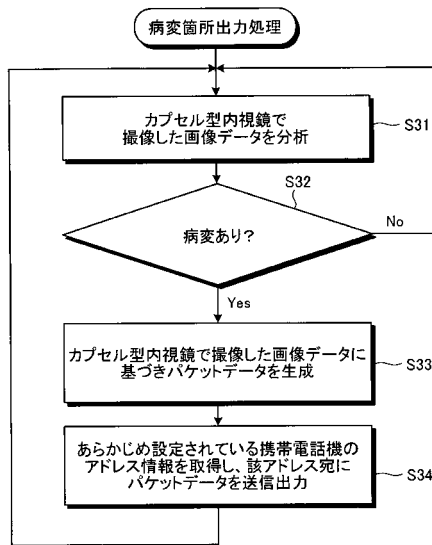 病変箇所出力処理
カプセル型内視鏡で
撮像した画像データを分析
S31
S32
病変あり?
No
Yes
カプセル型内視鏡で撮像した画像データに
基づきパケットデータを生成
S33
あらかじめ設定されている携帯電話機の
アドレス情報を取得し、該アドレス宛に
パケットデータを送信出力
S34